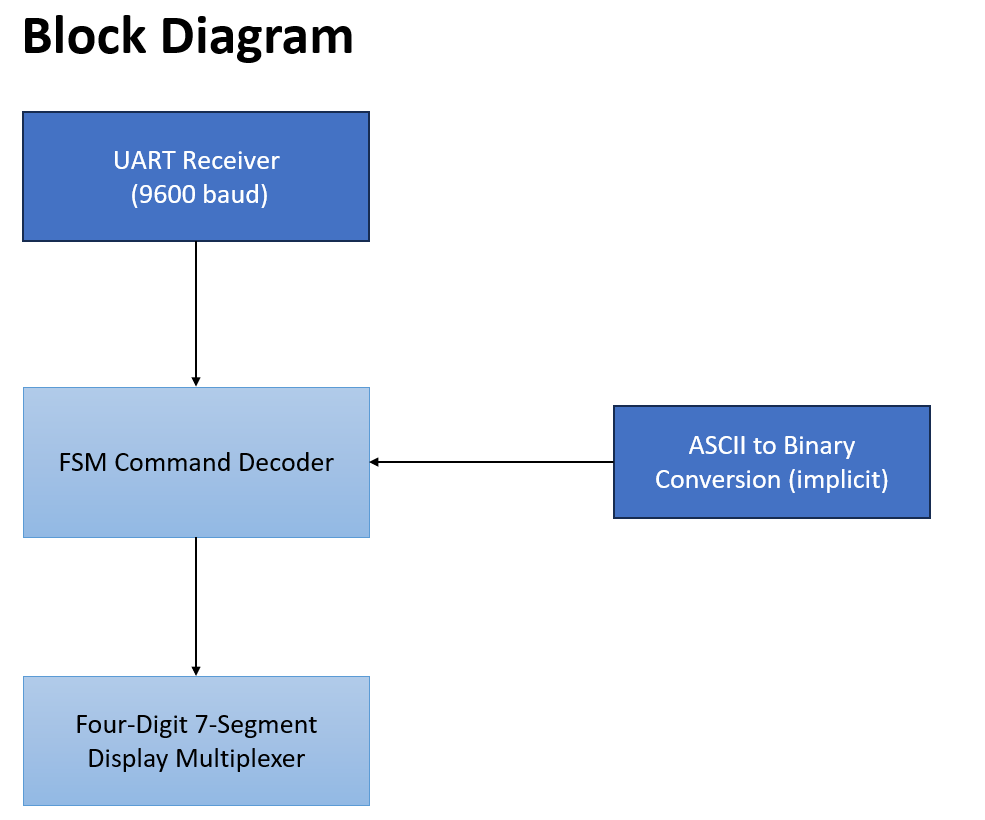 Block Diagram
UART Receiver
(9600 baud)
FSM Command Decoder
ASCII to Binary
Conversion (implicit)
Four-Digit 7-Segment
Display Multiplexer